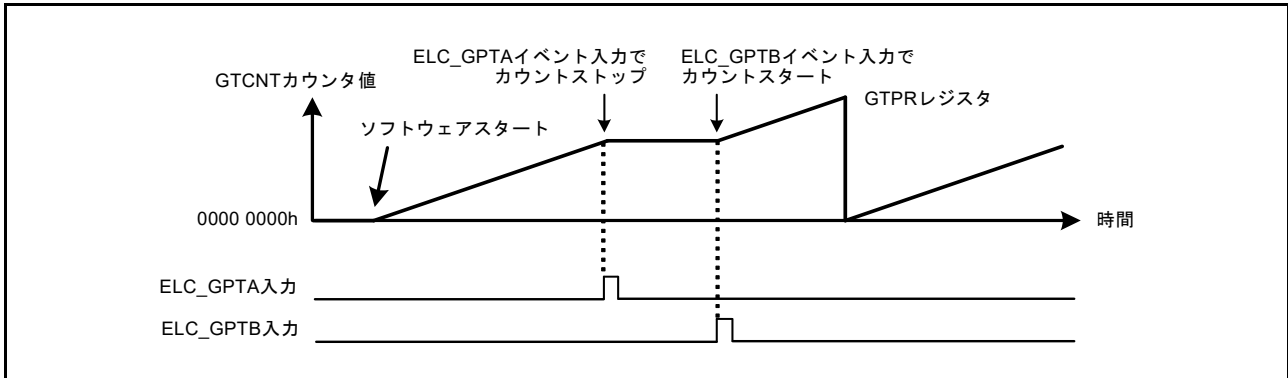 ELC_GPTAイベント入力で
カウントストップ
ELC_GPTBイベント入力で
カウントスタート
GTCNTカウンタ値
GTPRレジスタ
ソフトウェアスタート
0000 0000h
時間
ELC_GPTA入力
ELC_GPTB入力